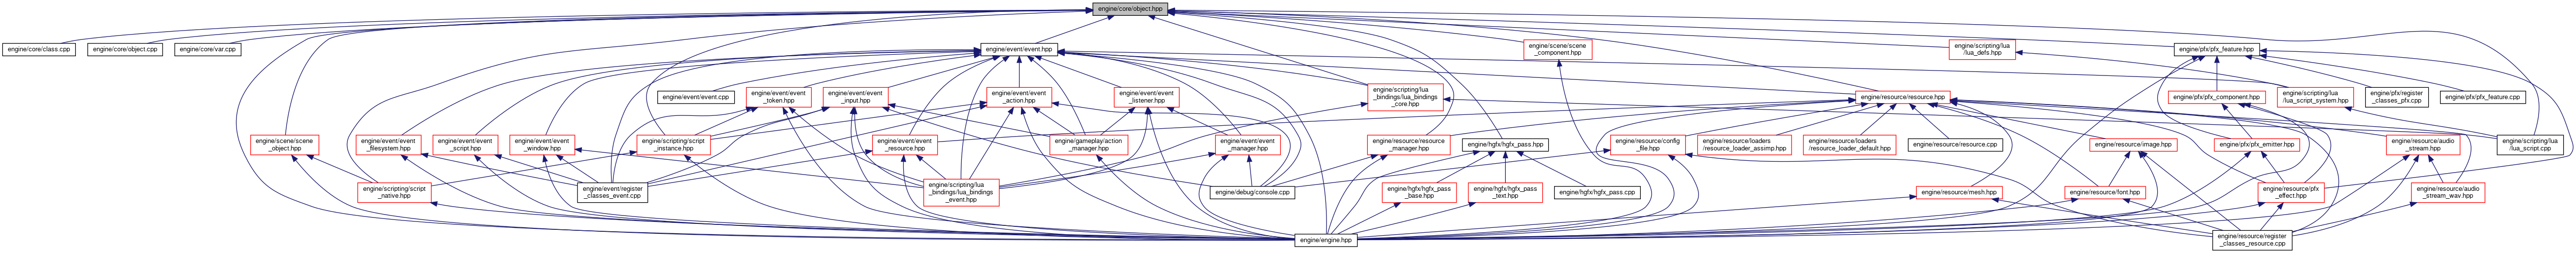 engine/core/object.hpp
engine/core/class.cpp
engine/core/object.cpp
engine/core/var.cpp
engine/event/event.hpp
engine/scene/scene
_component.hpp
engine/scripting/lua
/lua_defs.hpp
engine/pfx/pfx_feature.hpp
engine/event/event.cpp
engine/event/event
_token.hpp
engine/event/event
_input.hpp
engine/event/event
_action.hpp
engine/event/event
_listener.hpp
engine/scripting/lua
_bindings/lua_bindings
_core.hpp
engine/resource/resource.hpp
engine/pfx/pfx_component.hpp
engine/scripting/lua
/lua_script_system.hpp
engine/pfx/register
_classes_pfx.cpp
engine/pfx/pfx_feature.cpp
engine/scene/scene
_object.hpp
engine/event/event
_filesystem.hpp
engine/event/event
_script.hpp
engine/event/event
_window.hpp
engine/scripting/script
_instance.hpp
engine/event/event
_resource.hpp
engine/gameplay/action
_manager.hpp
engine/event/event
_manager.hpp
engine/resource/resource
_manager.hpp
engine/hgfx/hgfx_pass.hpp
engine/resource/config
_file.hpp
engine/resource/loaders
/resource_loader_assimp.hpp
engine/resource/loaders
/resource_loader_default.hpp
engine/resource/resource.cpp
engine/resource/image.hpp
engine/pfx/pfx_emitter.hpp
engine/resource/audio
_stream.hpp
engine/scripting/lua
/lua_script.cpp
engine/scripting/script
_native.hpp
engine/event/register
_classes_event.cpp
engine/scripting/lua
_bindings/lua_bindings
_event.hpp
engine/debug/console.cpp
engine/hgfx/hgfx_pass
_base.hpp
engine/hgfx/hgfx_pass
_text.hpp
engine/hgfx/hgfx_pass.cpp
engine/resource/mesh.hpp
engine/resource/font.hpp
engine/resource/pfx
_effect.hpp
engine/resource/audio
_stream_wav.hpp
engine/engine.hpp
engine/resource/register
_classes_resource.cpp